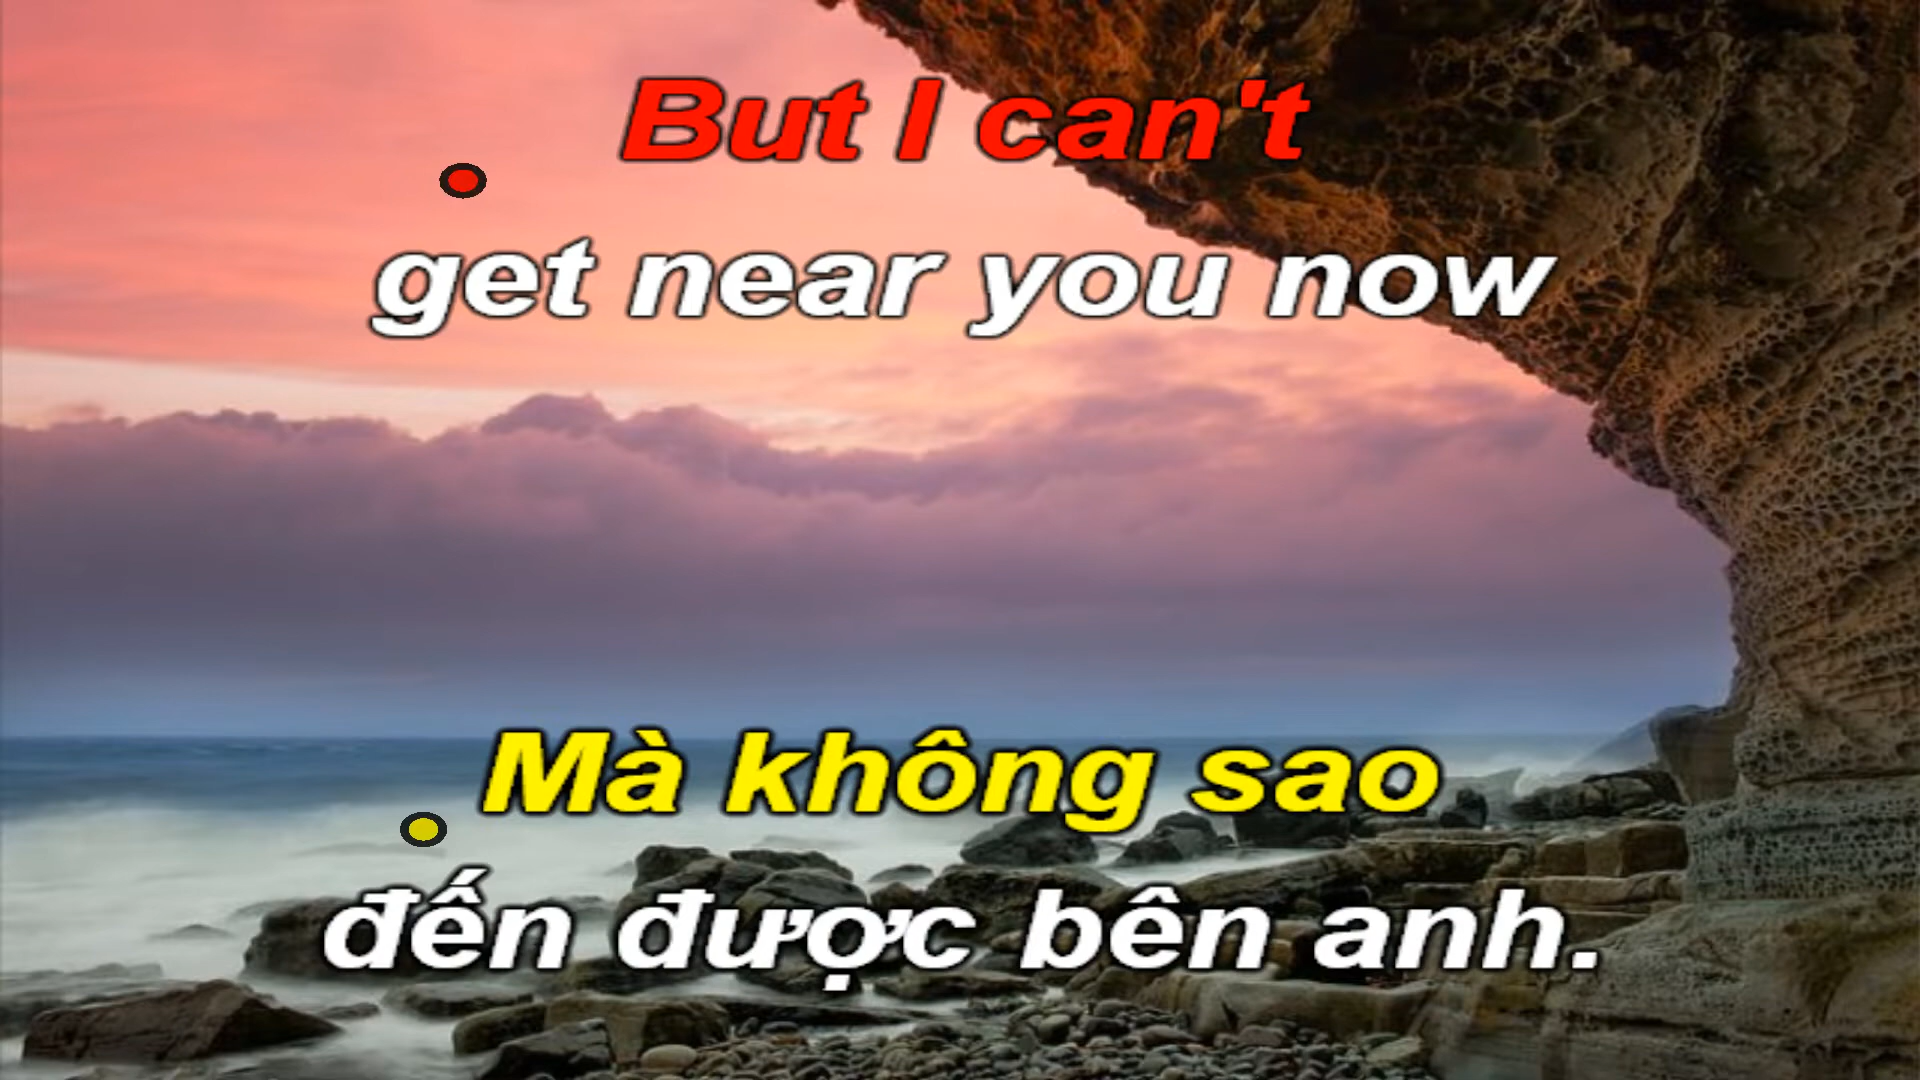 But I can't
get near you now
Mà không sao
đến được bên anh.